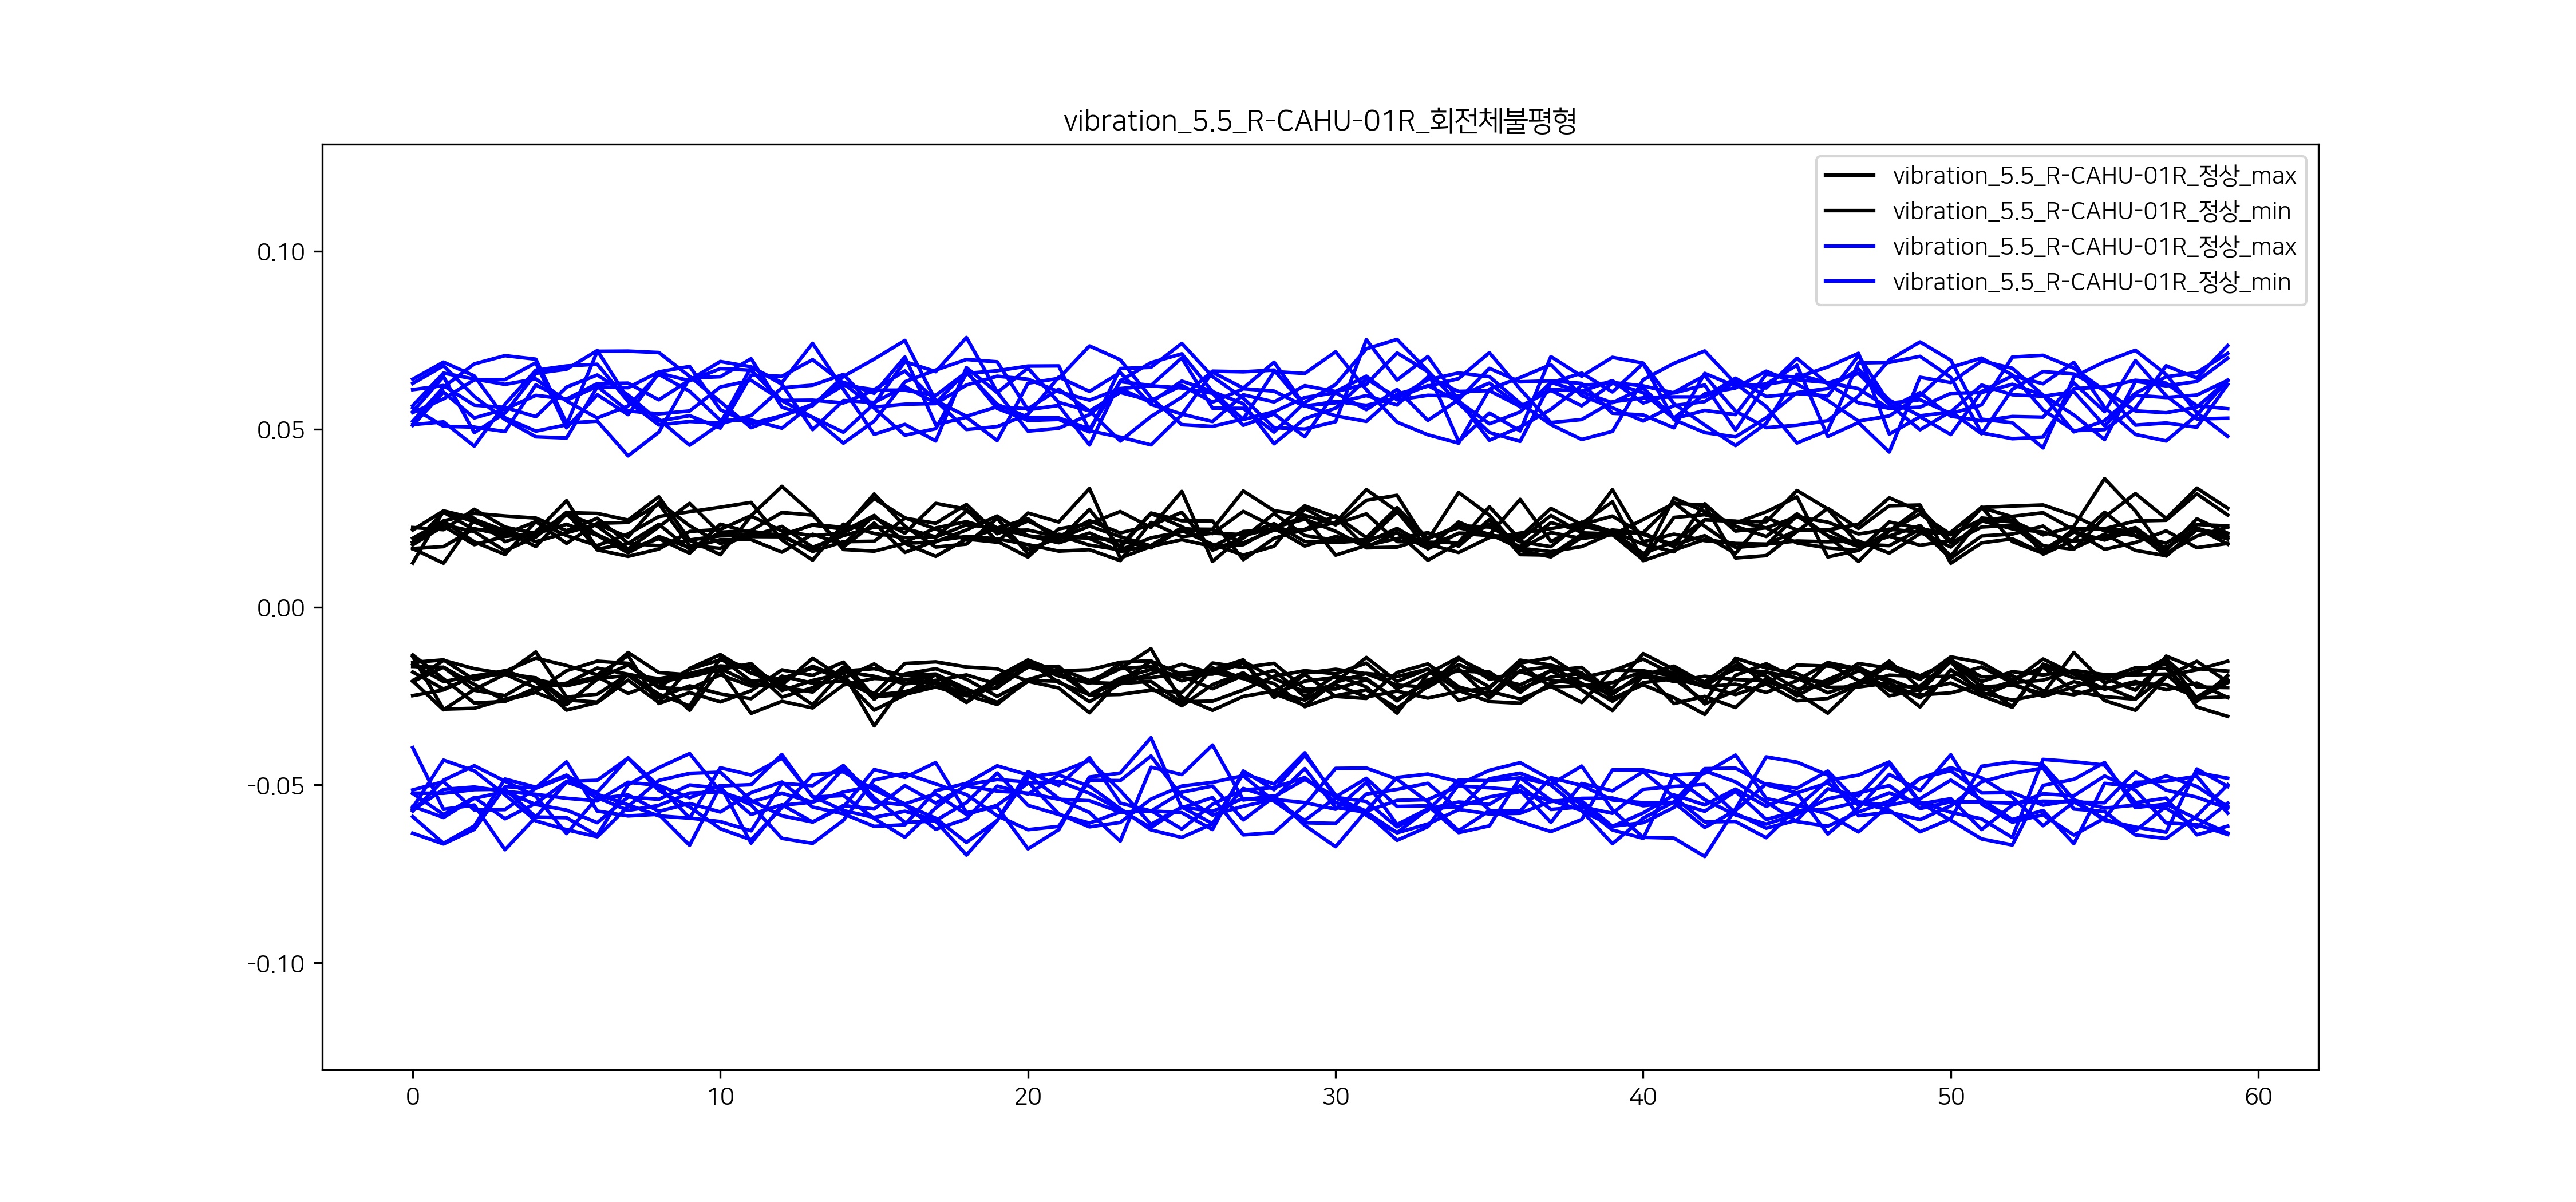 vibration_5.5_R-CAHU-01R_회전체불평형
vibration_5.5_R-CAHU-01R_정상_max
vibration_5.5_R-CAHU-01R_정상_min
vibration_5.5_R-CAHU-01R_정상_max
vibration_5.5_R-CAHU-01R_정상_min
0.10
0.05
0.00
-0.05
-0.10
0 10 20 30 40 50 60